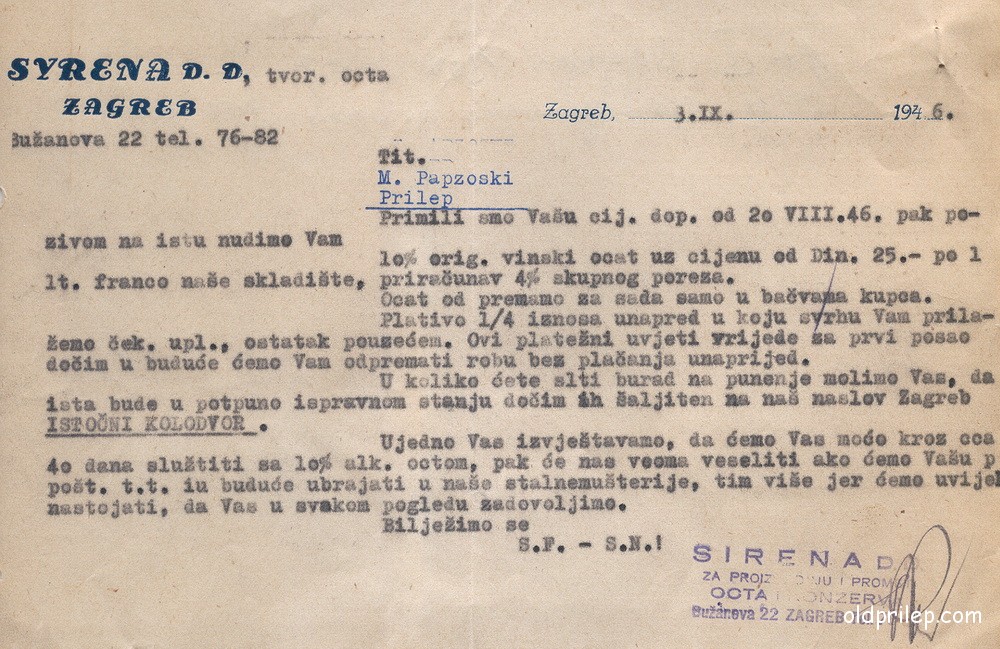 SYRENA D. D, tvor. octa
ZAGREB
Bužanova 22 tel. 76-82
Zagreb, 3.IX. 1946.
Tit.
M. Papzoski
Prilep
Primili smo Vašu cij. dop. od 2o VIII.46. pak po-
zivom na istu nudimo Vam
lo% orig. vinski ocat uz cijenu od Din. 25.- po l
lt. franco naše skladište, priračunav 4% skupnog poreza.
Ocat od premamo za sada samo u bačvama kupca.
Plativo 1/4 iznosa unapred u koju svrhu Vam prila-
žemo ček. upl., ostatak pouzećem. Ovi platežni uvjeti vrijede za prvi posao
dočim u buduće ćemo Vam odpremati robu bez plačanja unaprijed.
U koliko ćete slti burad na punenje molimo Vas, da
ista bude u potpuno ispravnom stanju dočim ih šaljiten na naš naslov Zagreb
ISTOČNI KOLODVOR .
Ujedno Vas izvještavamo, da ćemo Vas moćo kroz cca
4o dana služtiti sa lo% alk. octom, pak će nas veoma veseliti ako ćemo Vašu p
pošt. t.t. iu buduće ubrajati u naše stalnemušterije, tim više jer ćemo uvijek
nastojati, da Vas u svakom pogledu zadovoljimo.
Bilježimo se
S.F. - S.N.!
SIRENA D.
ZA I PROM
OCTA
Bužanova 22 ZAGREB
oldprilep.com